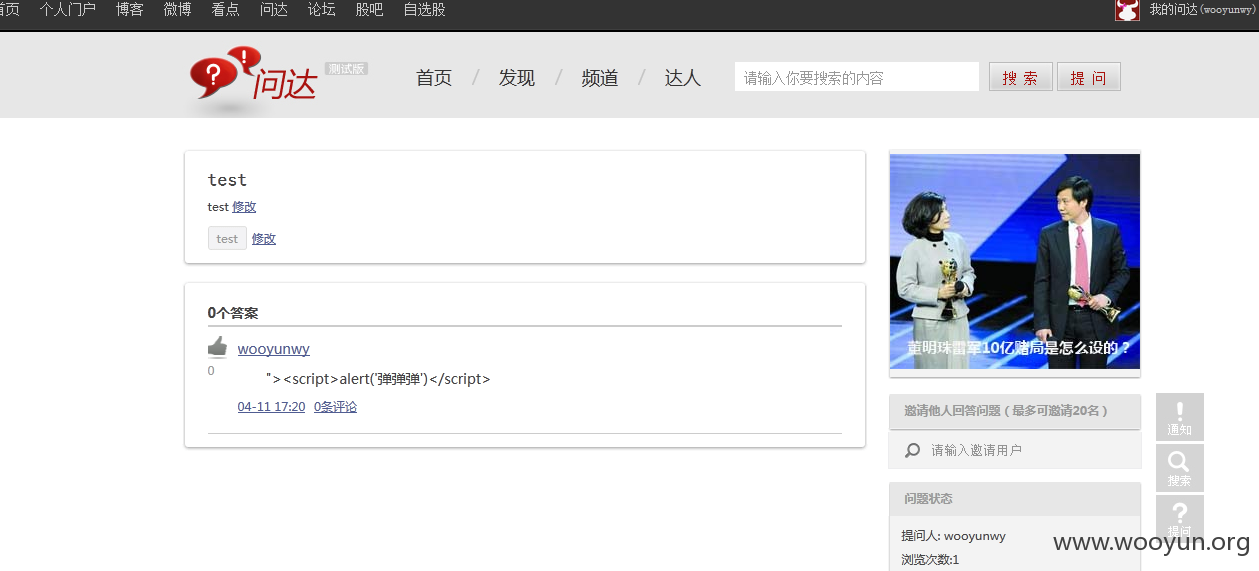 首页 个人门户 博客 微博 看点 问达 论坛 股吧 自选股 我的问达(wooyunwy)
问达 测试版 首页 / 发现 / 频道 / 达人 请输入你要搜索的内容 搜 索 提 问
test
test 修改
test 修改
0个答案
wooyunwy
0
"><script>alert('弹弹弹')</script>
04-11 17:20 0条评论
董明珠雷军10亿赌局是怎么设的？
邀请他人回答问题（最多可邀请20名）
请输入邀请用户
问题状态
提问人: wooyunwy
浏览次数:1
通知
搜索
提问
www.wooyun.org